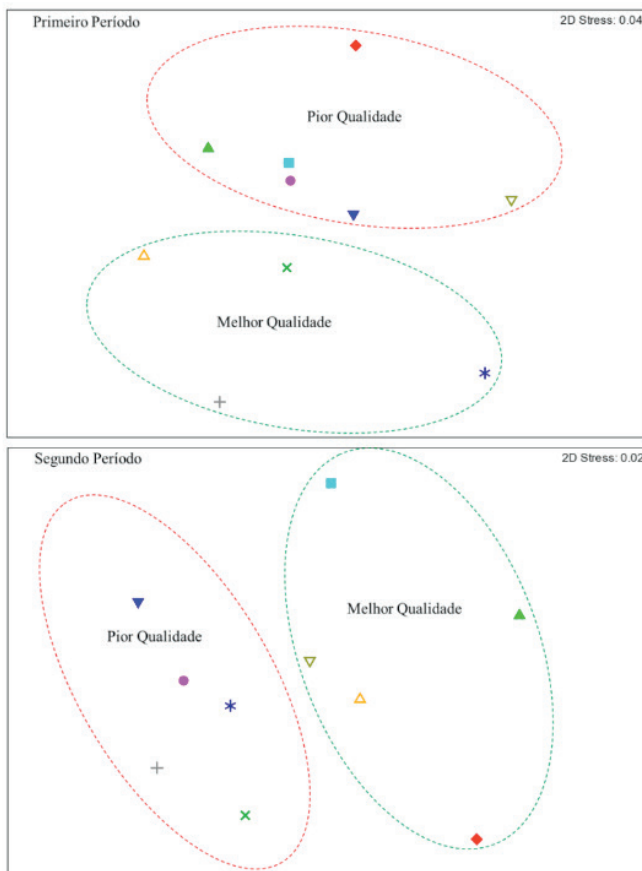 Primeiro Período
2D Stress: 0.04
Pior Qualidade
Melhor Qualidade
Segundo Período
2D Stress: 0.02
Melhor Qualidade
Pior Qualidade